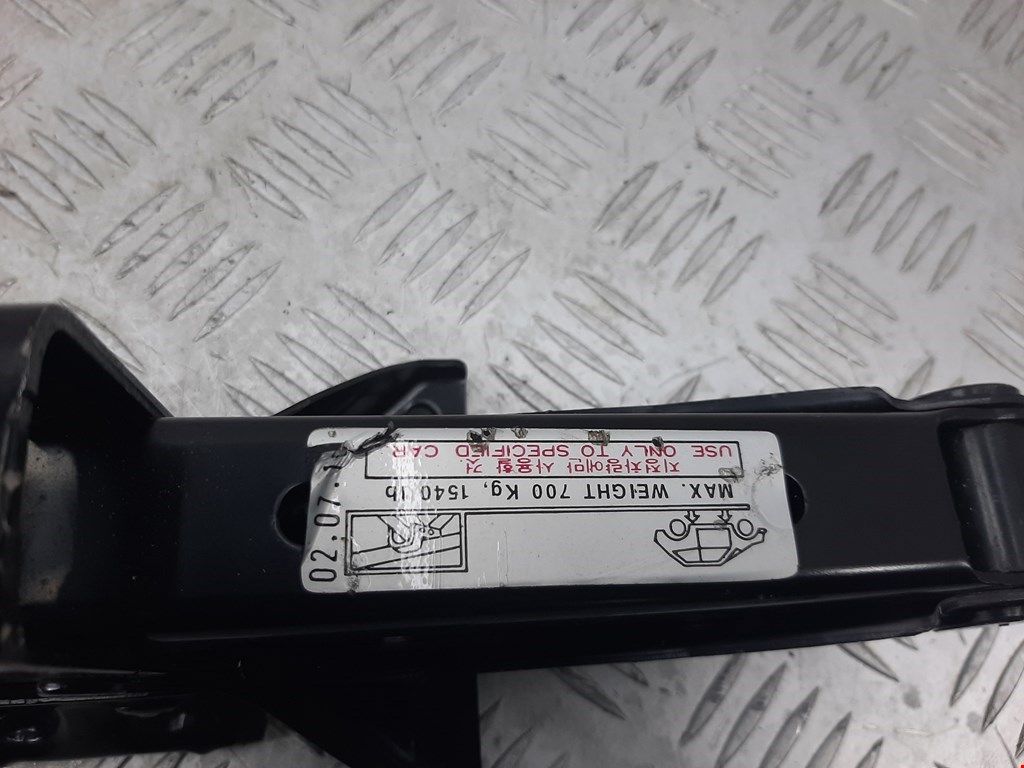 MAX. WEIGHT 700 Kg, 1540 lb
지정차량에만 사용할 것
USE ONLY TO SPECIFIED CAR
02.07.1